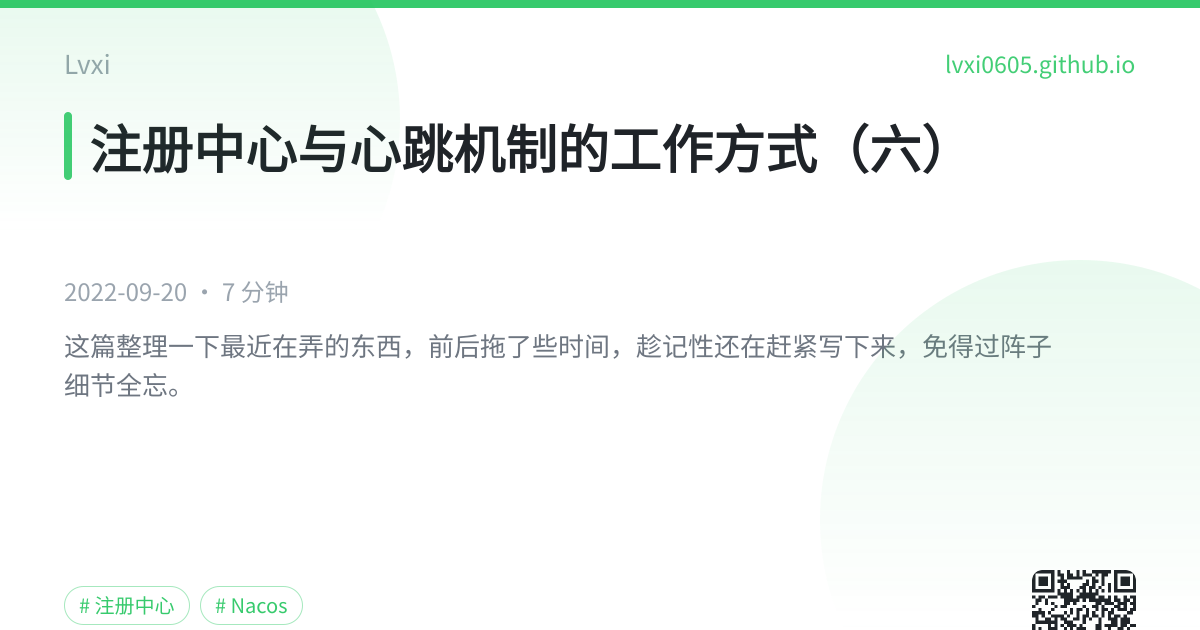 Lvxi
lvxi0605.github.io
注册中心与心跳机制的工作方式（六）
2022-09-20 · 7 分钟
这篇整理一下最近在弄的东西，前后拖了些时间，趁记性还在赶紧写下来，免得过阵子
细节全忘。
# 注册中心
# Nacos